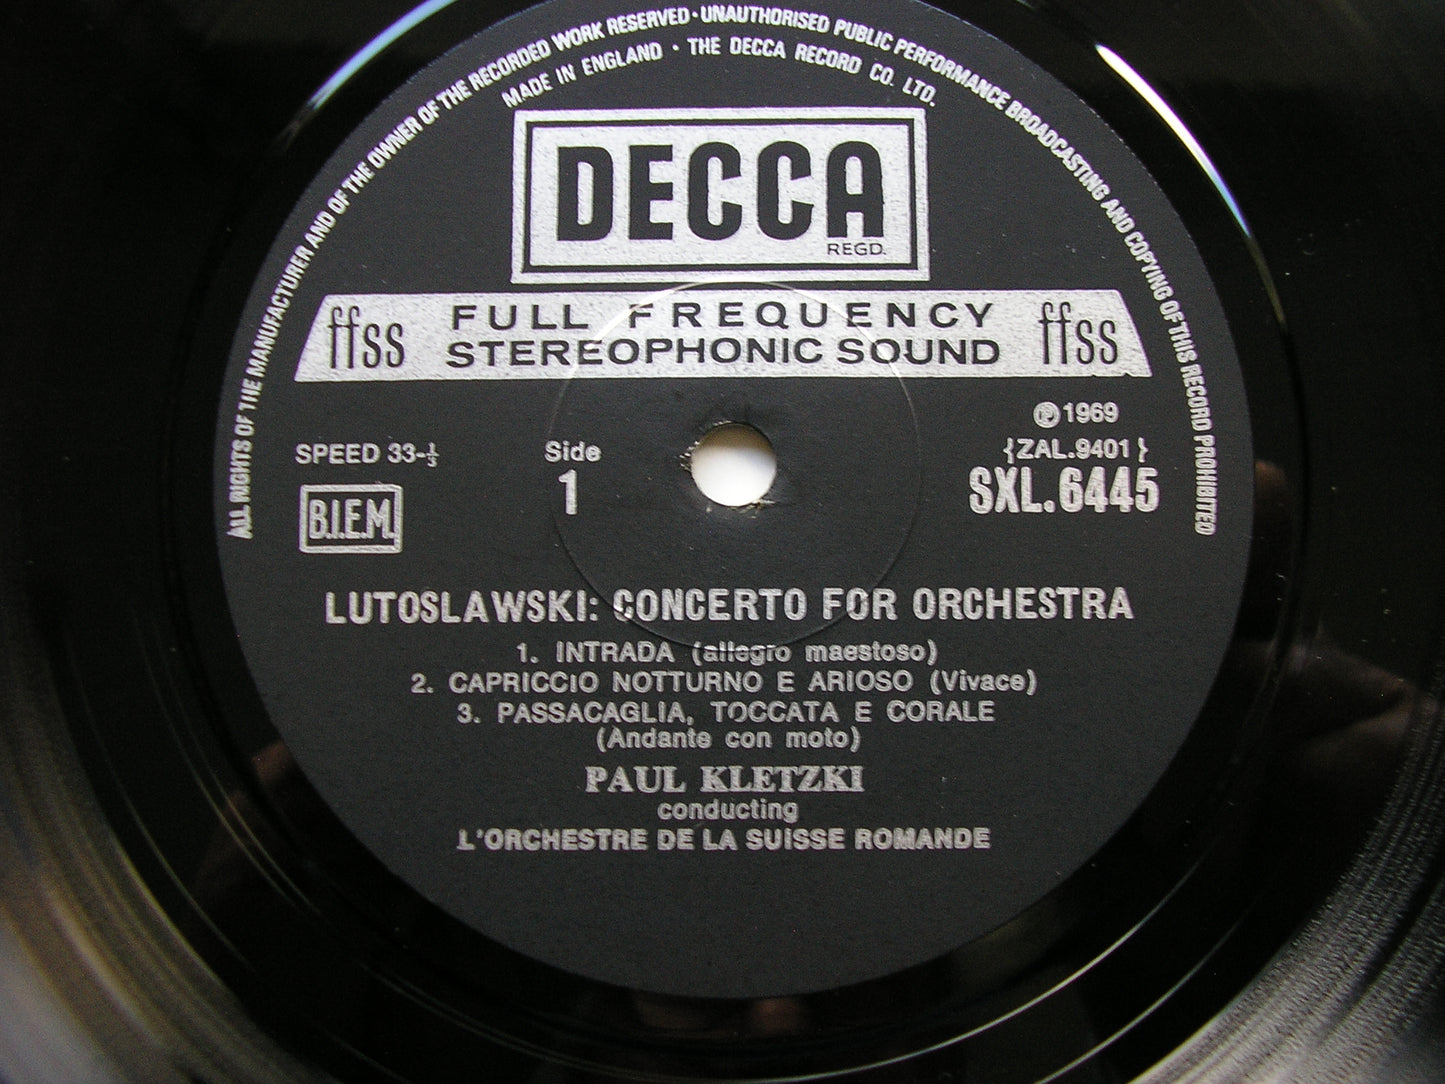 ALL RIGHTS OF THE MANUFACTURER AND OF THE OWNER OF THE RECORDED WORK RESERVED · UNAUTHORISED PUBLIC PERFORMANCE BROADCASTING AND COPYING OF THIS RECORD PROHIBITED
MADE IN ENGLAND · THE DECCA RECORD CO. LTD.
DECCA
REGD.
ffss FULL FREQUENCY STEREOPHONIC SOUND ffss
℗1969
SPEED 33-⅓ Side {ZAL.9401}
1 SXL.6445
B.I.E.M.
LUTOSLAWSKI: CONCERTO FOR ORCHESTRA
1. INTRADA (allegro maestoso)
2. CAPRICCIO NOTTURNO E ARIOSO (Vivace)
3. PASSACAGLIA, TOCCATA E CORALE
(Andante con moto)
PAUL KLETZKI
conducting
L'ORCHESTRE DE LA SUISSE ROMANDE